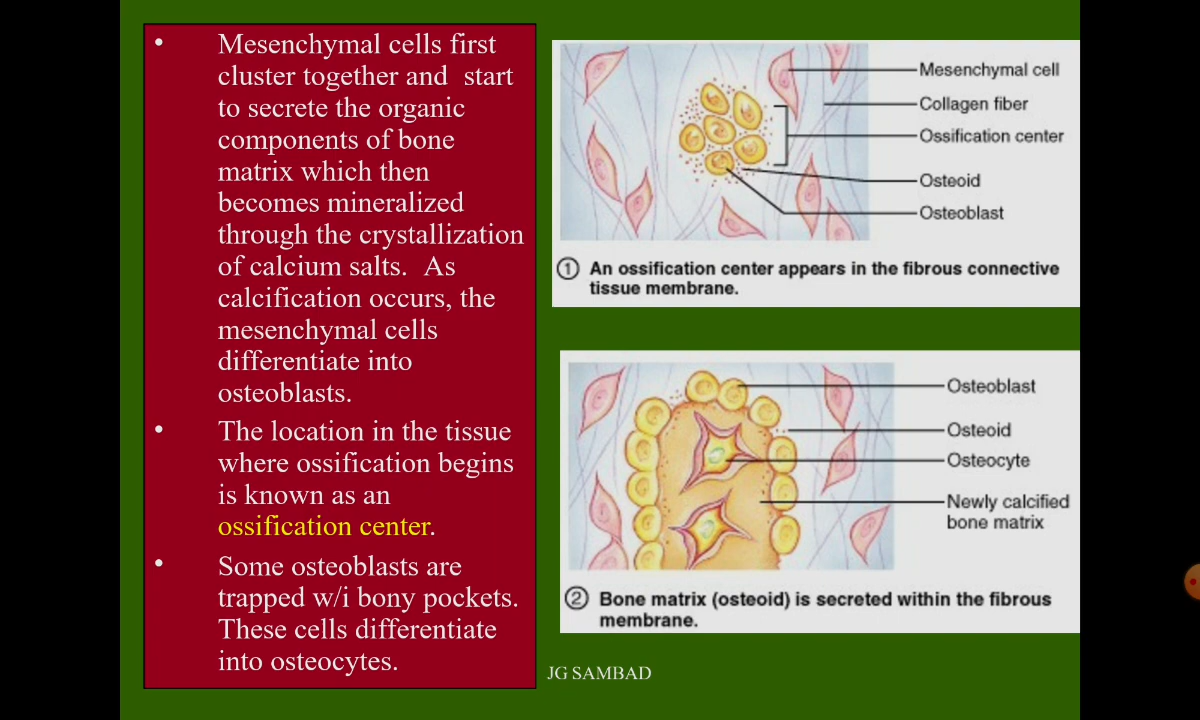 • Mesenchymal cells first
cluster together and  start
to secrete the organic
components of bone
matrix which then
becomes mineralized
through the crystallization
of calcium salts.  As
calcification occurs, the
mesenchymal cells
differentiate into
osteoblasts.
• The location in the tissue
where ossification begins
is known as an
ossification center.
• Some osteoblasts are
trapped w/i bony pockets.
These cells differentiate
into osteocytes.
Mesenchymal cell
Collagen fiber
Ossification center
Osteoid
Osteoblast
① An ossification center appears in the fibrous connective
tissue membrane.
Osteoblast
Osteoid
Osteocyte
Newly calcified
bone matrix
② Bone matrix (osteoid) is secreted within the fibrous
membrane.
JG SAMBAD